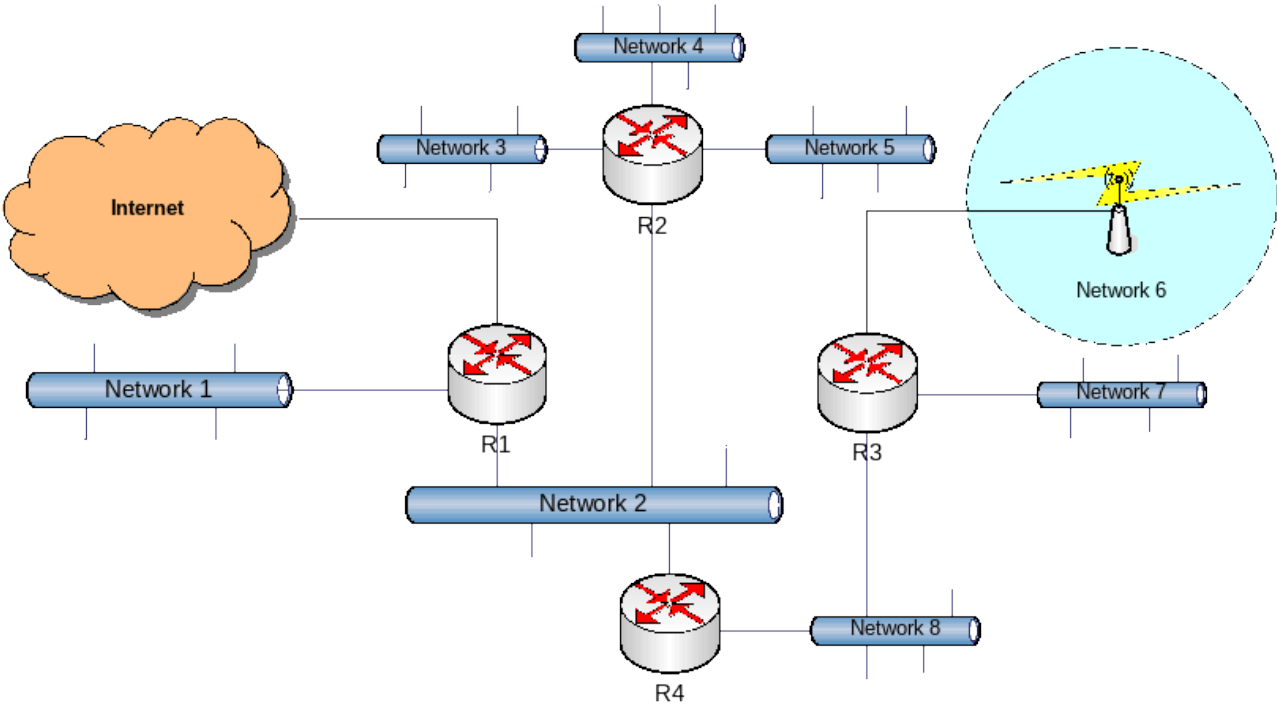 Network 4
Network 3
Network 5
Internet
R2
Network 6
Network 1
R1
R3
Network 7
Network 2
Network 8
R4